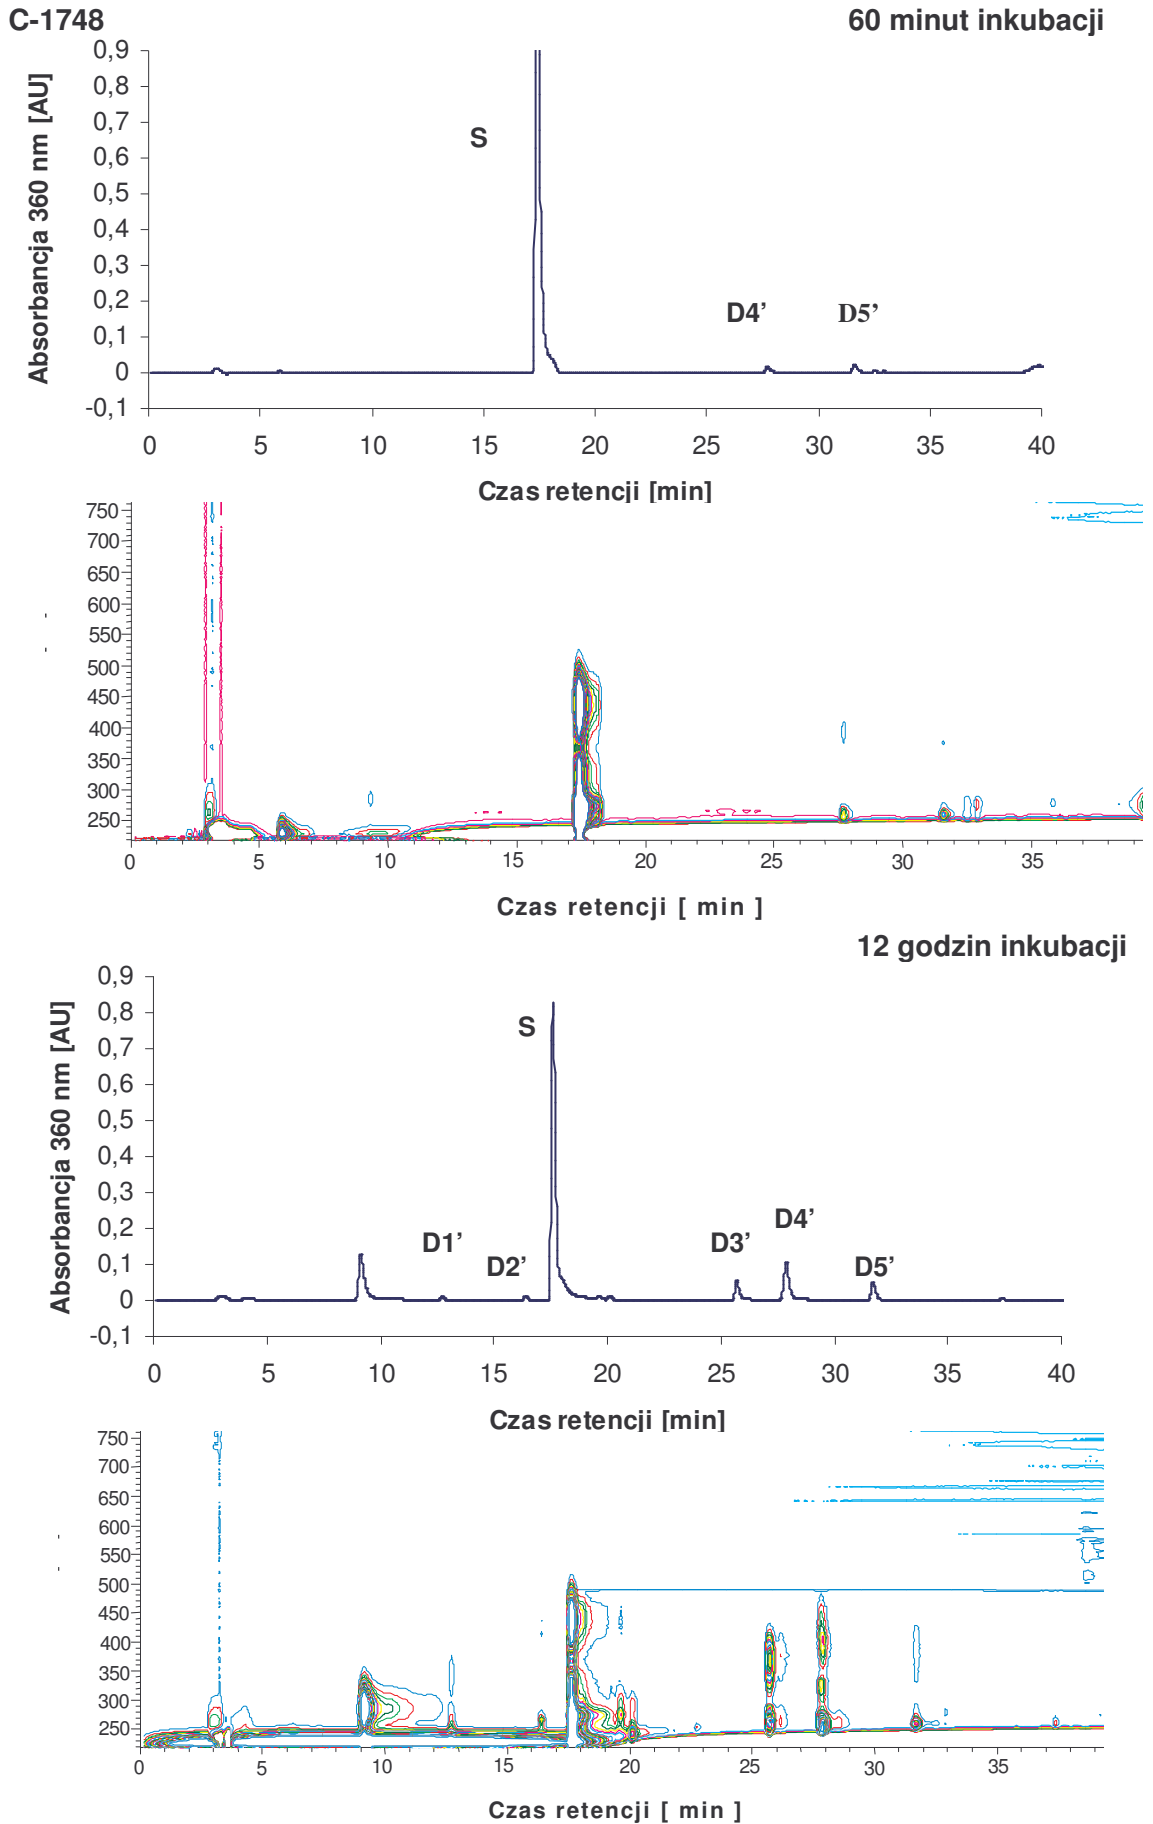 C-1748
60 minut inkubacji
Absorbancja 360 nm [AU]
0,9
0,8
0,7
0,6
0,5
0,4
0,3
0,2
0,1
0
-0,1
S
D4’
D5’
0 5 10 15 20 25 30 35 40
Czas retencji [min]
750
700
650
600
550
500
450
400
350
300
250
0 5 10 15 20 25 30 35
Czas retencji [ min ]
12 godzin inkubacji
Absorbancja 360 nm [AU]
0,9
0,8
0,7
0,6
0,5
0,4
0,3
0,2
0,1
0
-0,1
S
D1’
D2’
D3’
D4’
D5’
0 5 10 15 20 25 30 35 40
Czas retencji [min]
750
700
650
600
550
500
450
400
350
300
250
0 5 10 15 20 25 30 35
Czas retencji [ min ]